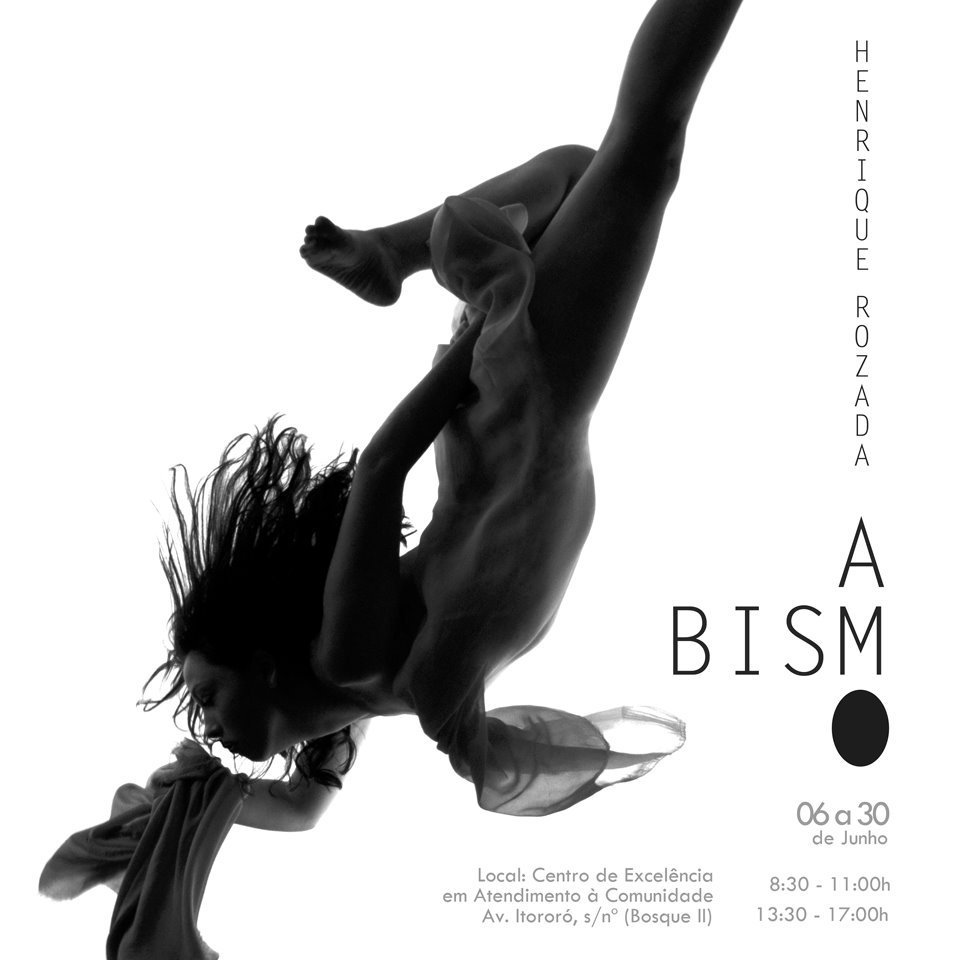 HENRIQUE ROZADA
A
BISM
O
06 a 30
de Junho
Local: Centro de Excelência
em Atendimento à Comunidade
Av. Itororó, s/nº (Bosque II)
8:30 - 11:00h
13:30 - 17:00h